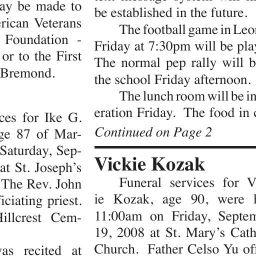 ay be made to
erican Veterans
Foundation -
or to the First
Bremond.
ces for Ike G.
ge 87 of Mar-
Saturday, Sep-
at St. Joseph's
The Rev. John
ficiating priest.
Hillcrest Cem-
as recited at
be established in the future.
The football game in Leon
Friday at 7:30pm will be play
The normal pep rally will b
the school Friday afternoon.
The lunch room will be in
eration Friday. The food in c
Continued on Page 2
Vickie Kozak
Funeral services for V
ie Kozak, age 90, were h
11:00am on Friday, Septem
19, 2008 at St. Mary's Cath
Church. Father Celso Yu off